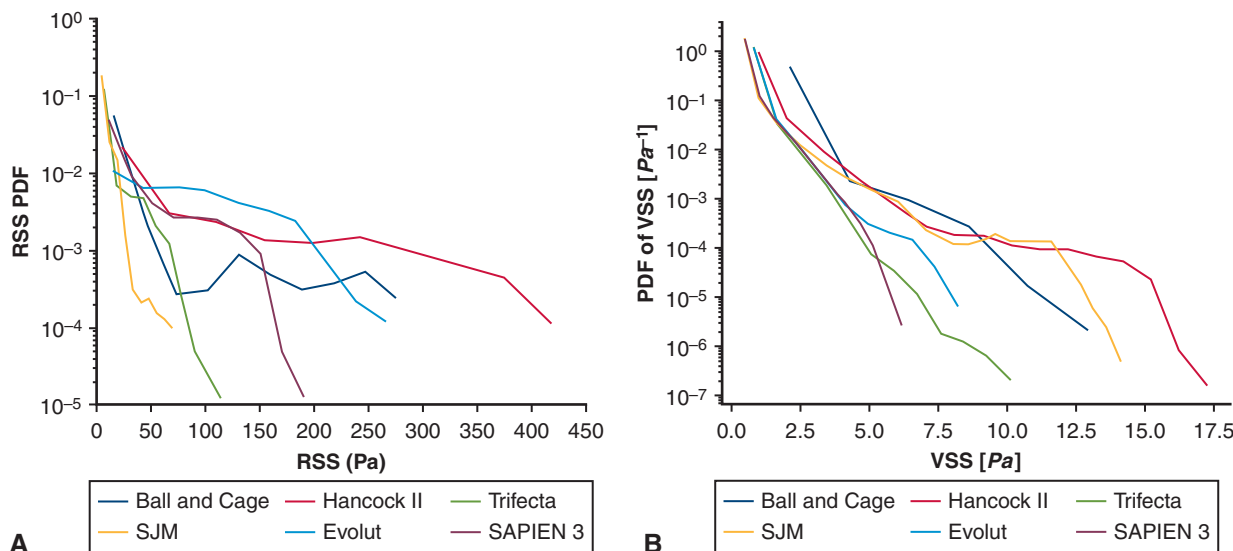 10⁰
10⁻¹
10⁻²
10⁻³
10⁻⁴
10⁻⁵
RSS PDF
0 50 100 150 200 250 300 350 400 450
RSS (Pa)
Ball and Cage Hancock II Trifecta
SJM Evolut SAPIEN 3
A
10⁰
10⁻¹
10⁻²
10⁻³
10⁻⁴
10⁻⁵
10⁻⁶
10⁻⁷
PDF of VSS [Pa⁻¹]
0.0 2.5 5.0 7.5 10.0 12.5 15.0 17.5
VSS [Pa]
Ball and Cage Hancock II Trifecta
SJM Evolut SAPIEN 3
B